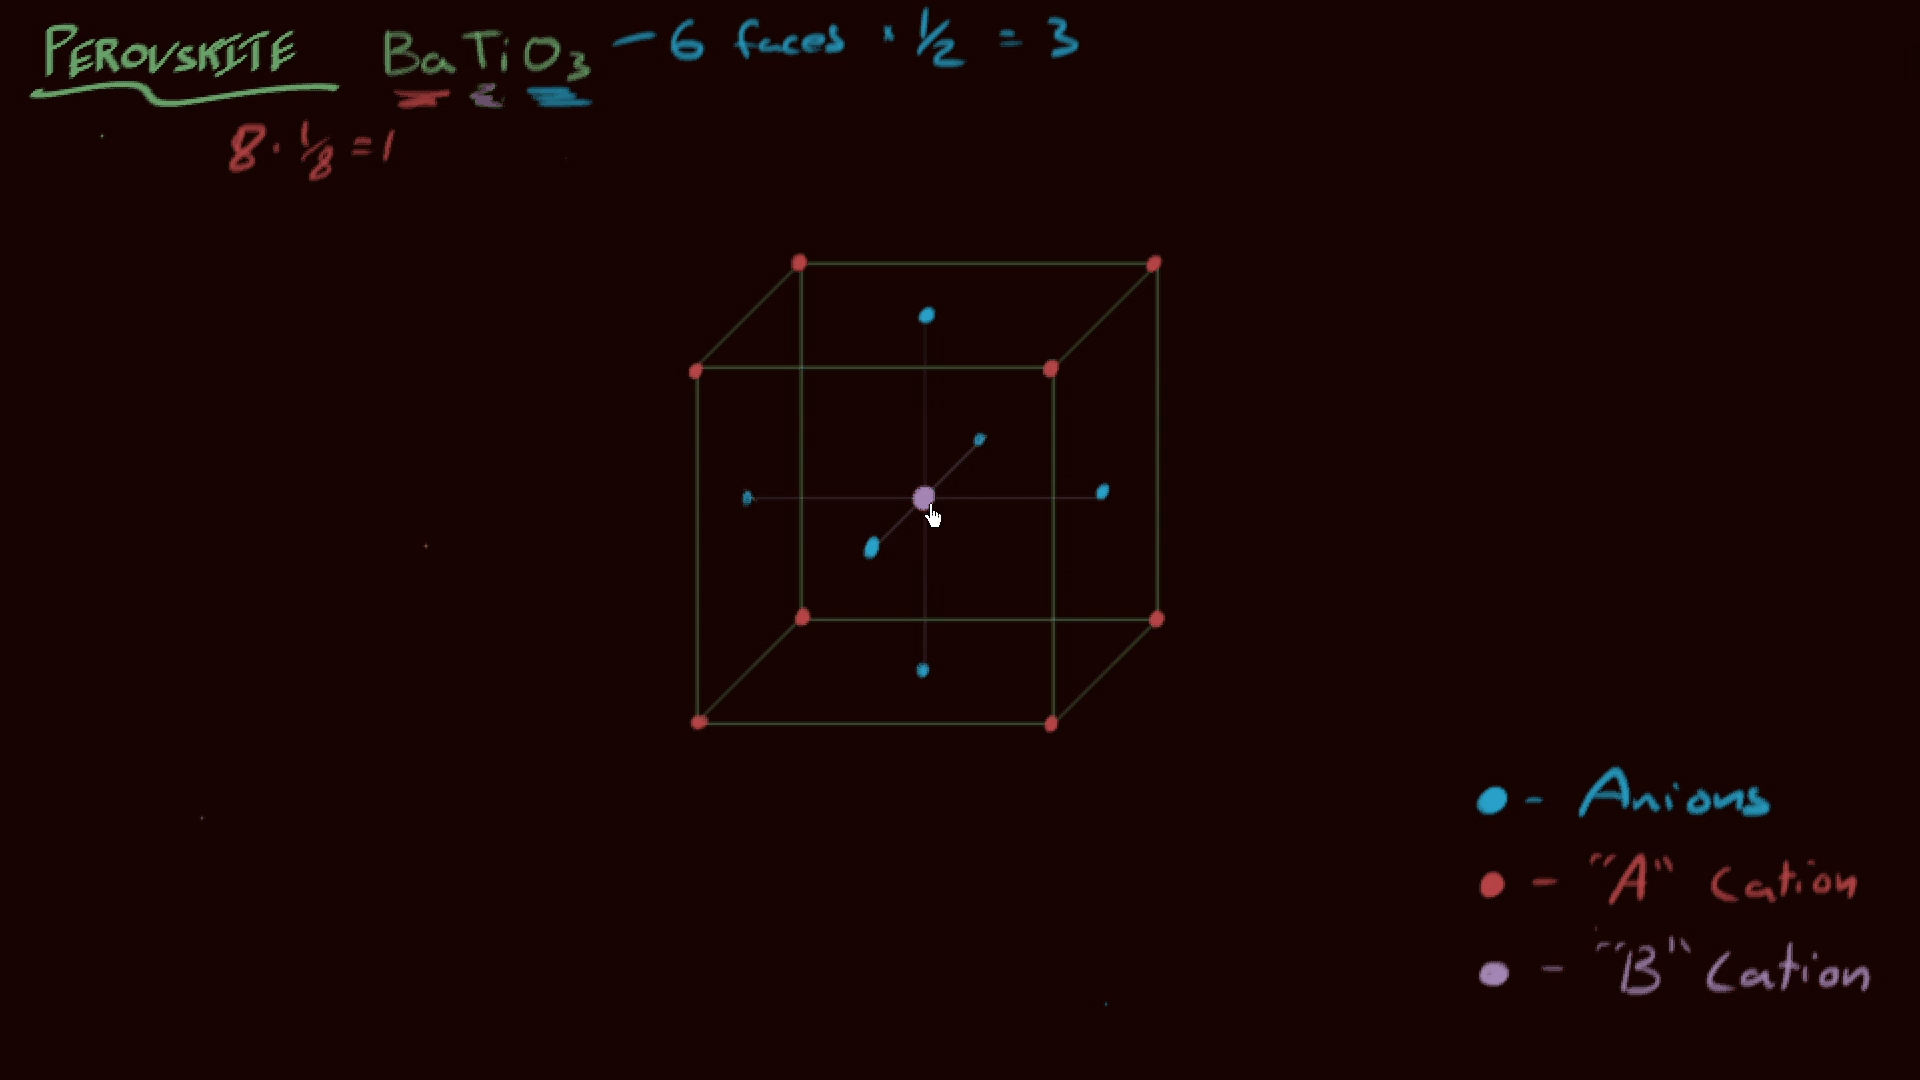 PEROVSKITE BaTiO3 - 6 faces · 1/2 = 3
8 · 1/8 = 1
- Anions
- "A" Cation
- "B" Cation